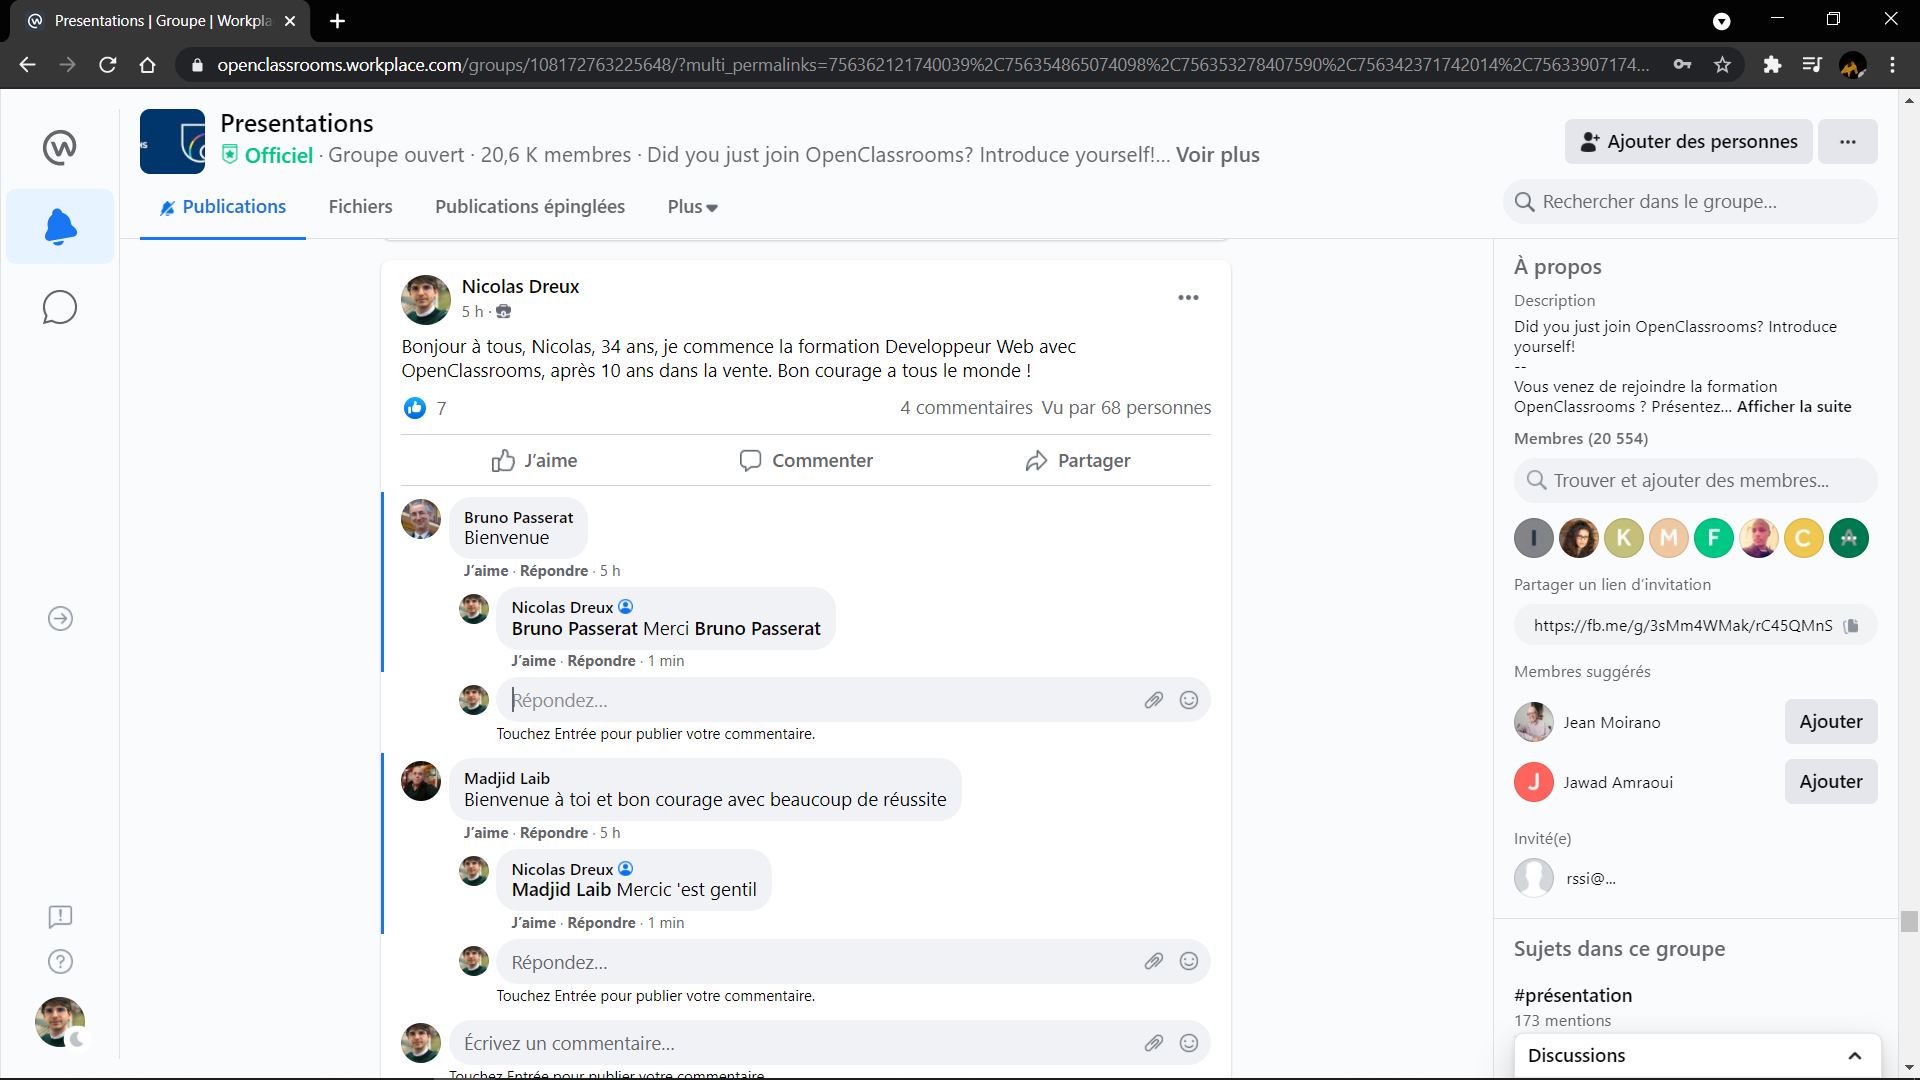 Presentations | Groupe | Workpla
openclassrooms.workplace.com/groups/108172763225648/?multi_permalinks=756362121740039%2C756354865074098%2C756353278407590%2C756342371742014%2C75633907174...
Presentations
Officiel · Groupe ouvert · 20,6 K membres · Did you just join OpenClassrooms? Introduce yourself!... Voir plus
Ajouter des personnes
Publications
Fichiers
Publications épinglées
Plus
Rechercher dans le groupe...
Nicolas Dreux
5 h ·
Bonjour à tous, Nicolas, 34 ans, je commence la formation Developpeur Web avec
OpenClassrooms, après 10 ans dans la vente. Bon courage a tous le monde !
7
4 commentaires Vu par 68 personnes
J'aime
Commenter
Partager
Bruno Passerat
Bienvenue
J'aime · Répondre · 5 h
Nicolas Dreux
Bruno Passerat Merci Bruno Passerat
J'aime · Répondre · 1 min
Répondez...
Touchez Entrée pour publier votre commentaire.
Madjid Laib
Bienvenue à toi et bon courage avec beaucoup de réussite
J'aime · Répondre · 5 h
Nicolas Dreux
Madjid Laib Mercic 'est gentil
J'aime · Répondre · 1 min
Répondez...
Touchez Entrée pour publier votre commentaire.
Écrivez un commentaire...
Touchez Entrée pour publier votre commentaire.
À propos
Description
Did you just join OpenClassrooms? Introduce
yourself!
--
Vous venez de rejoindre la formation
OpenClassrooms ? Présentez... Afficher la suite
Membres (20 554)
Trouver et ajouter des membres...
I K M F C A
Partager un lien d'invitation
https://fb.me/g/3sMm4WMak/rC45QMnS
Membres suggérés
Jean Moirano
Ajouter
J
Jawad Amraoui
Ajouter
Invité(e)
rssi@...
Sujets dans ce groupe
#présentation
173 mentions
Discussions